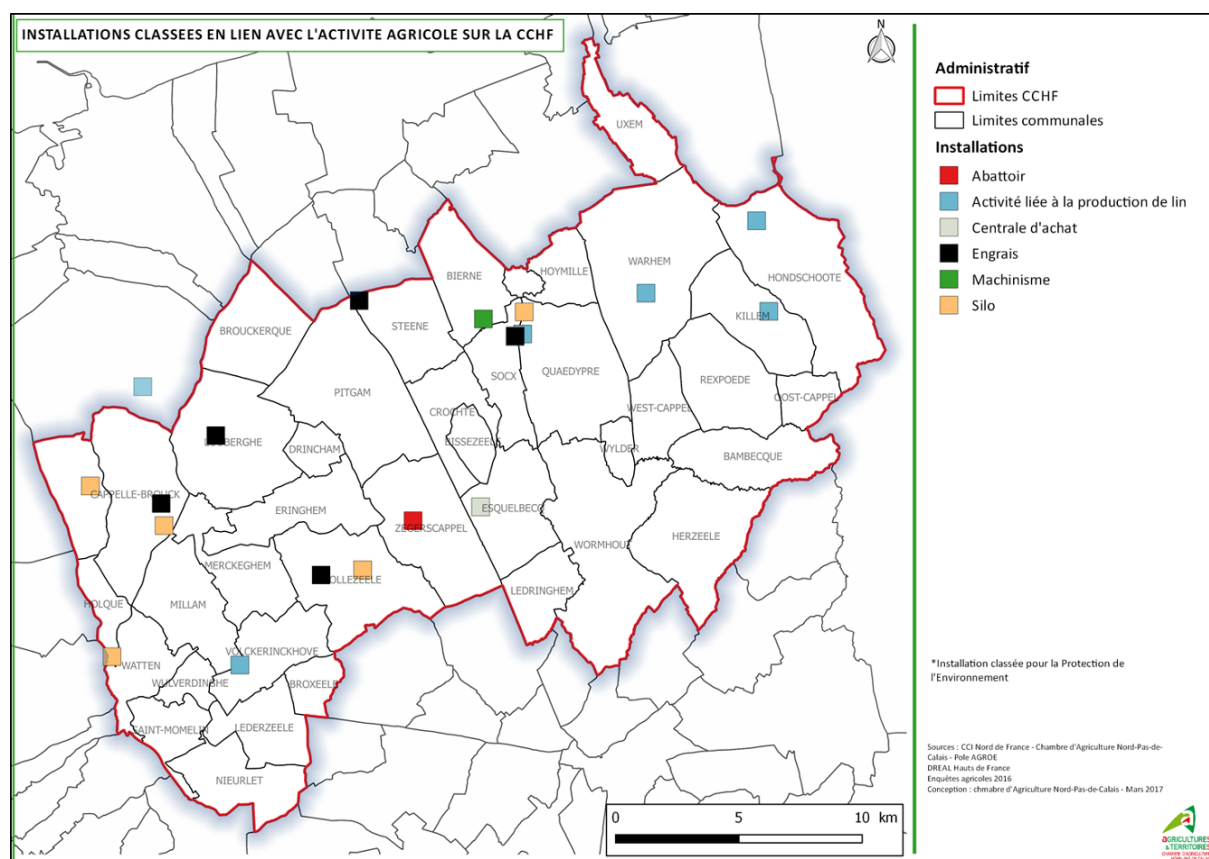 INSTALLATIONS CLASSEES EN LIEN AVEC L'ACTIVITE AGRICOLE SUR LA CCHF
N
UXEM
HOYMILLE
WARHEM
BIERNE
HONDSCHOOTE
KILLEM
STEENE
BROUCKERQUE
QUAEDYPRE
SOCX
REXPOEDE
PITGAM
OOST-CAPPEL
WEST-CAPPEL
CROCHTE
BISSEZEELE
DRINCHAM
WYLDER
BAMBECQUE
CAPPELLE-BROUCK
ERINGHEM
ESQUELBECQ
ZEGERSCAPPEL
HERZEELE
WORMHOUT
MERCKEGHEM
OLLEZEELE
LEDRINGHEM
HOLQUE
MILLAM
VOLCKERINCKHOVE
WATTEN
WULVERDINGHE
BROXEELE
SAINT-MOMELIN
LEDERZEELE
NIEURLET
0 5 10 km
Administratif
Limites CCHF
Limites communales
Installations
Abattoir
Activité liée à la production de lin
Centrale d'achat
Engrais
Machinisme
Silo
*Installation classée pour la Protection de
l'Environnement
Sources : CCI Nord de France - Chambre d'Agriculture Nord-Pas-de-
Calais - Pole AGROE
DREAL Hauts de France
Enquêtes agricoles 2016
Conception : chmabre d'Agriculture Nord-Pas-de-Calais - Mars 2017
AGRICULTURES
& TERRITOIRES